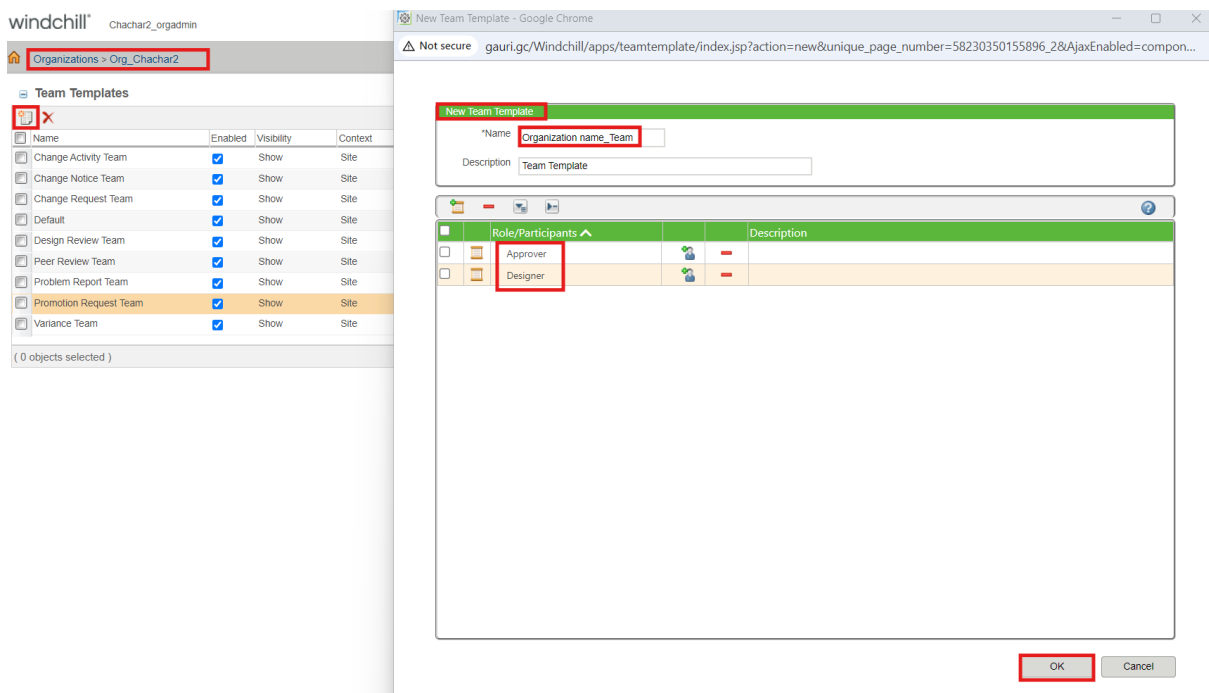 windchill® Chachar2_orgadmin
Organizations > Org_Chachar2
Team Templates
Name Enabled Visibility Context
Change Activity Team Show Site
Change Notice Team Show Site
Change Request Team Show Site
Default Show Site
Design Review Team Show Site
Peer Review Team Show Site
Problem Report Team Show Site
Promotion Request Team Show Site
Variance Team Show Site
( 0 objects selected )
New Team Template - Google Chrome
Not secure gauri.gc/Windchill/apps/teamtemplate/index.jsp?action=new&unique_page_number=58230350155896_2&AjaxEnabled=compon...
New Team Template
*Name Organization name_Team
Description Team Template
Role/Participants Description
Approver
Designer
OK Cancel